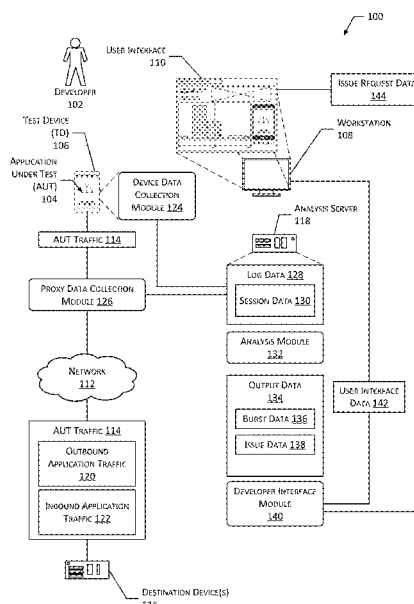 100
USER INTERFACE
110
ISSUE REQUEST DATA
144
DEVELOPER
102
WORKSTATION
108
TEST DEVICE
(TD)
106
APPLICATION
UNDER TEST
(AUT)
104
DEVICE DATA
COLLECTION
MODULE 124
ANALYSIS SERVER
118
AUT TRAFFIC 114
LOG DATA 128
SESSION DATA 130
PROXY DATA COLLECTION
MODULE 126
ANALYSIS MODULE
132
NETWORK
112
OUTPUT DATA
134
BURST DATA 136
ISSUE DATA 138
USER INTERFACE
DATA 142
AUT TRAFFIC 114
OUTBOUND
APPLICATION TRAFFIC
120
INBOUND APPLICATION
TRAFFIC 122
DEVELOPER INTERFACE
MODULE
140
DESTINATION DEVICE(S)